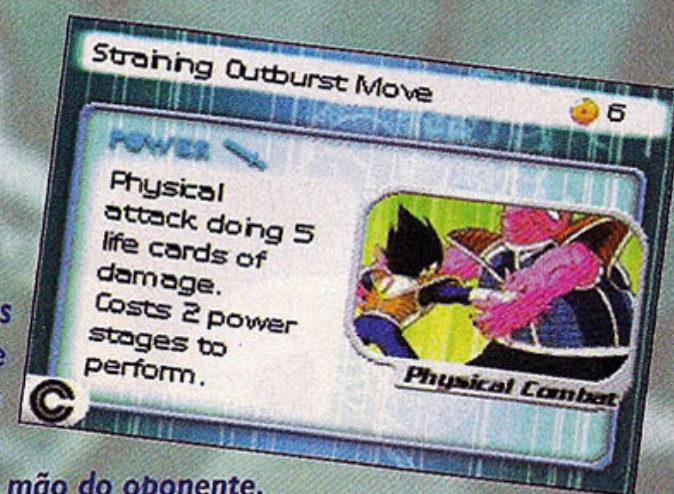 Straining Outburst Move
6
POWER
Physical
attack doing 5
life cards of
damage.
Costs 2 power
stages to
perform.
Physical Combat
C
s
e
mão do oponente.